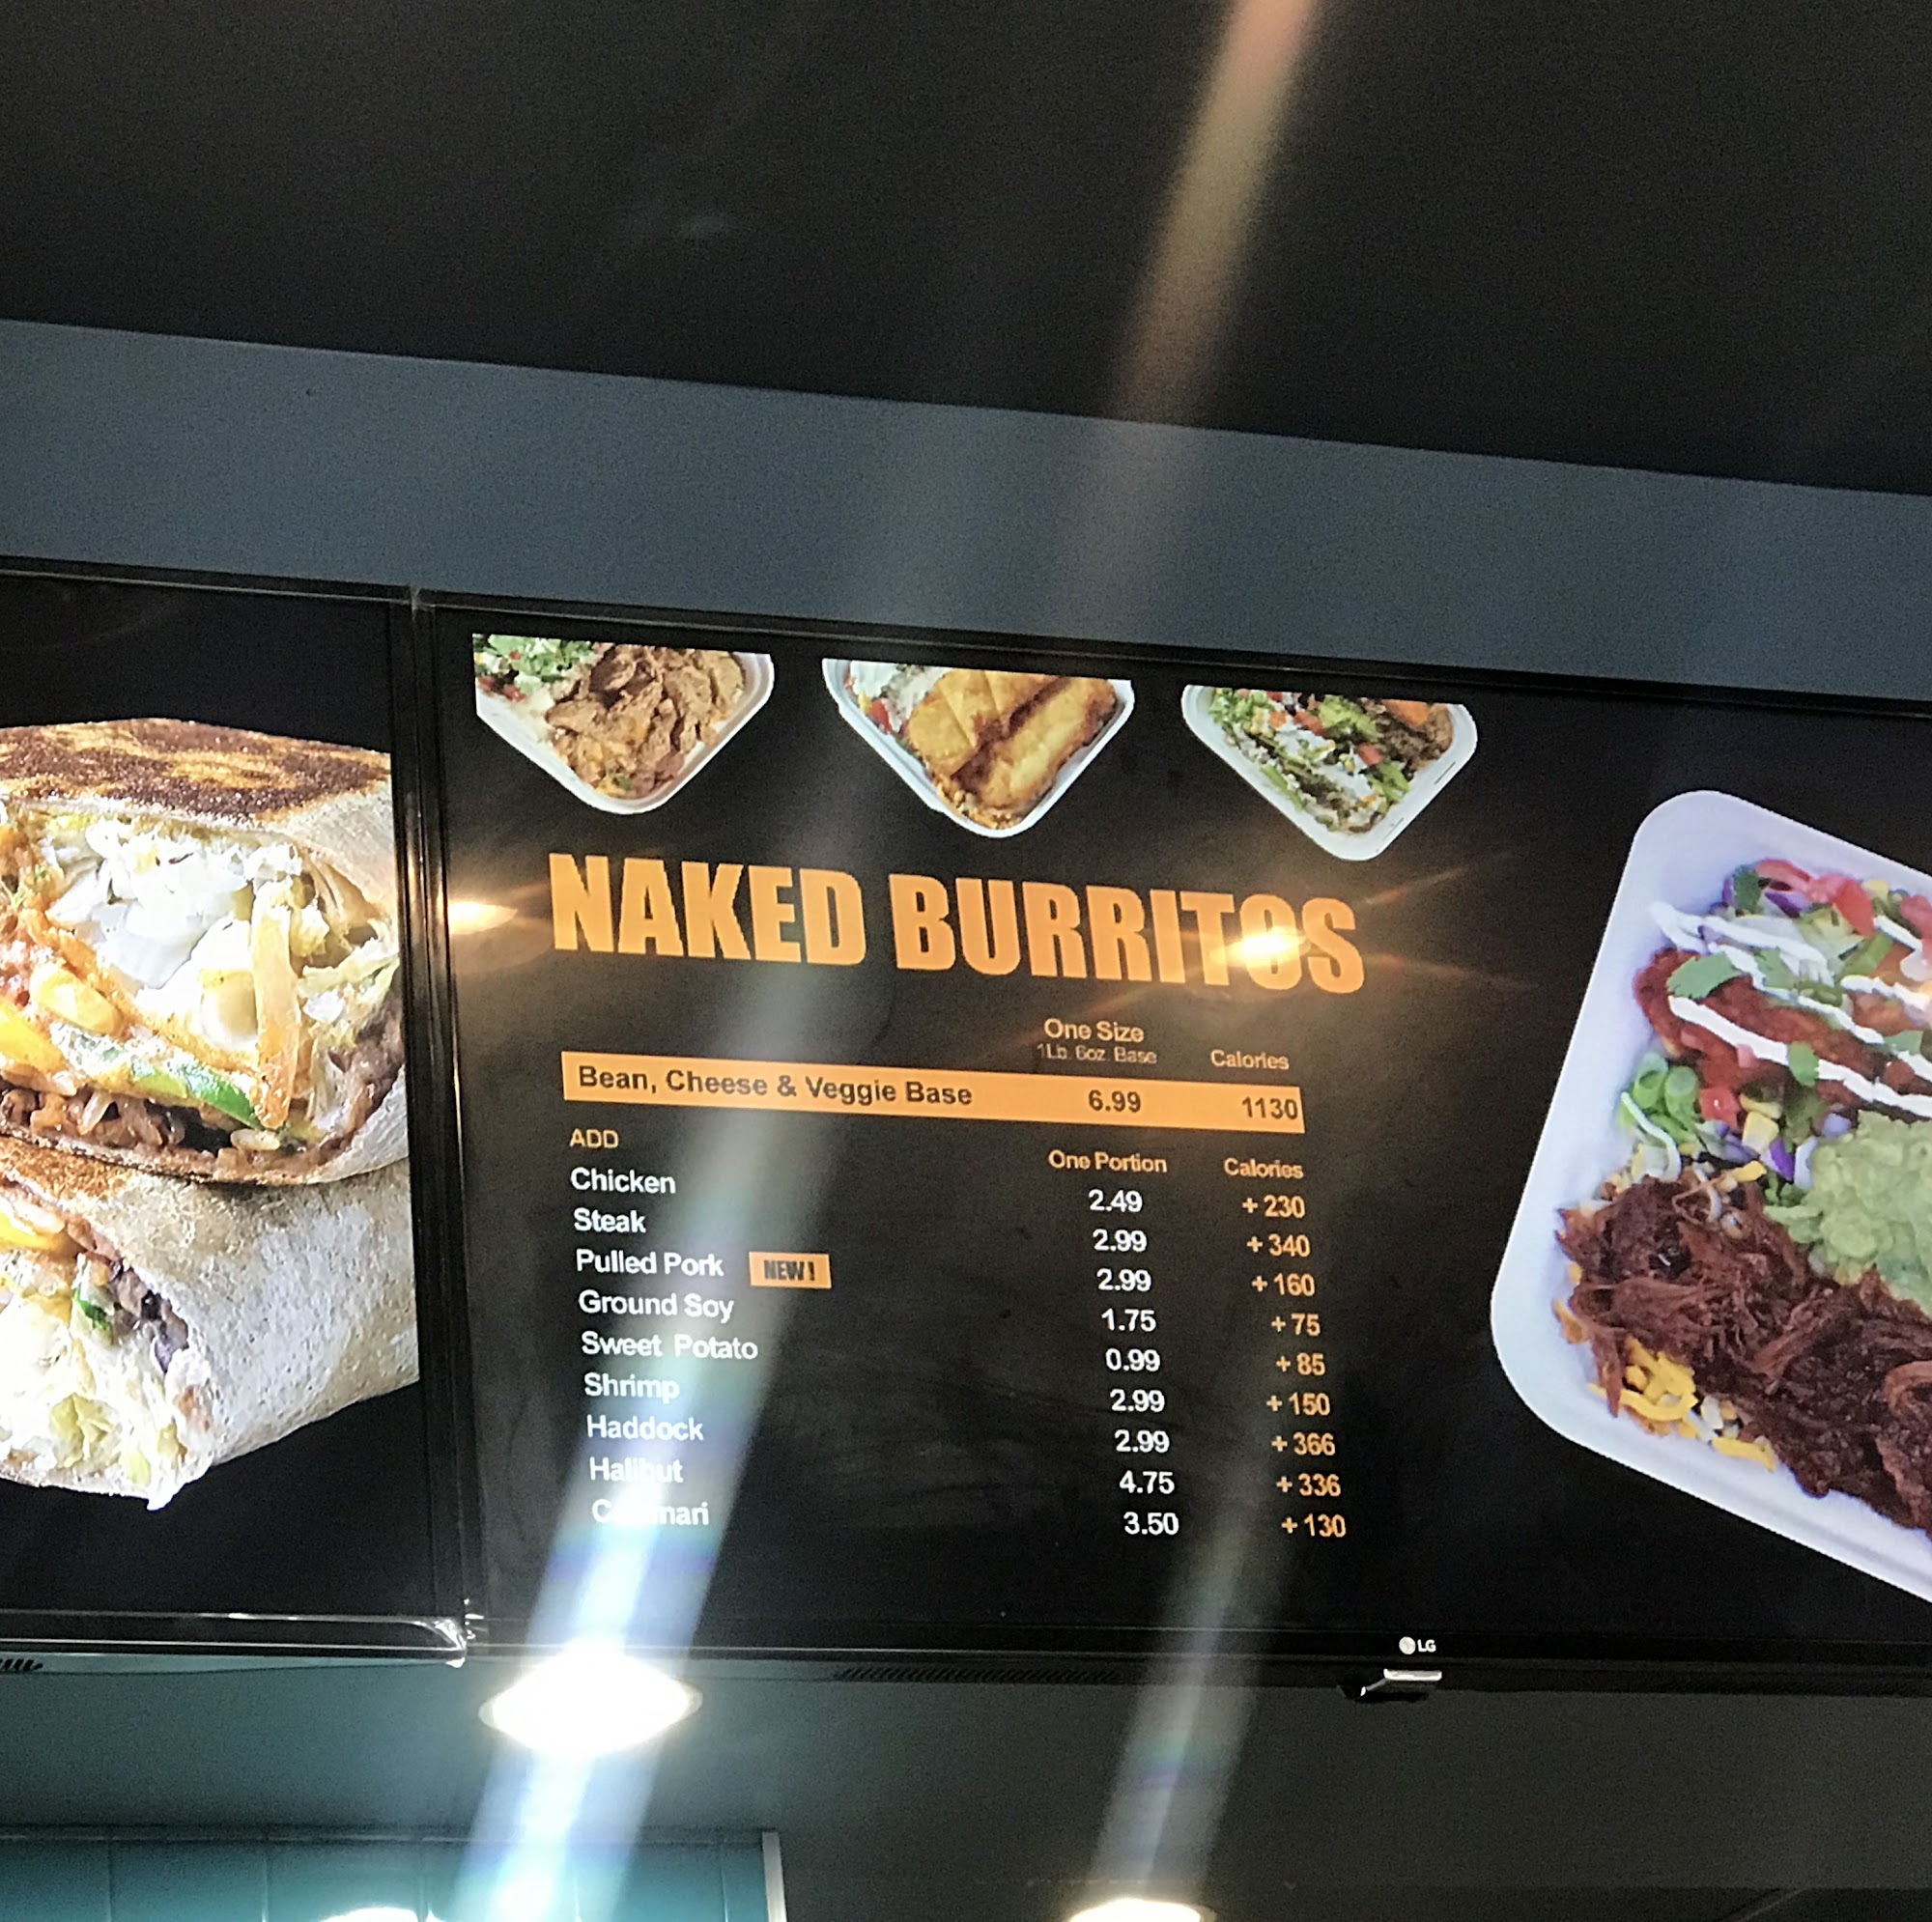 NAKED BURRITOS
One Size
1Lb. 6oz. Base Calories
Bean, Cheese & Veggie Base 6.99 1130
ADD One Portion Calories
Chicken 2.49 +230
Steak 2.99 +340
Pulled Pork NEW! 2.99 +160
Ground Soy 1.75 +75
Sweet Potato 0.99 +85
Shrimp 2.99 +150
Haddock 2.99 +366
Halibut 4.75 +336
Calamari 3.50 +130
LG